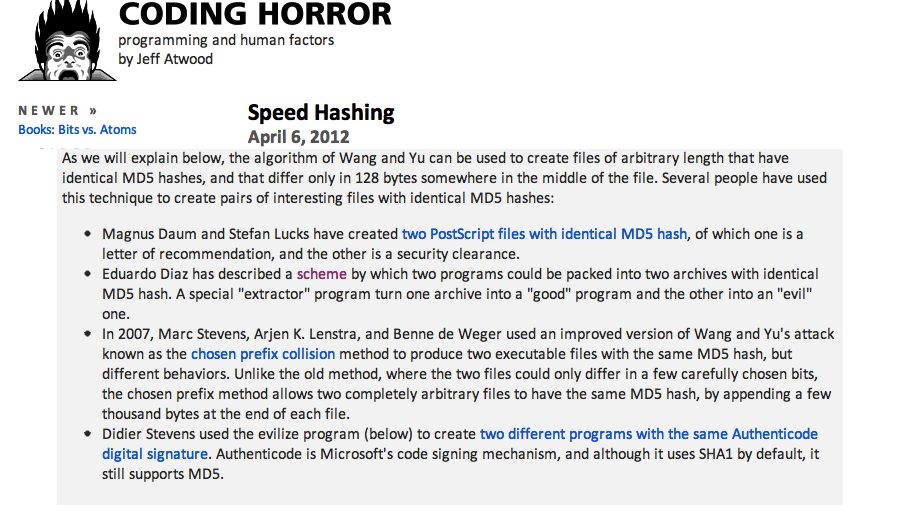 CODING HORROR
programming and human factors
by Jeff Atwood
NEWER »
Books: Bits vs. Atoms
Speed Hashing
April 6, 2012
As we will explain below, the algorithm of Wang and Yu can be used to create files of arbitrary length that have
identical MD5 hashes, and that differ only in 128 bytes somewhere in the middle of the file. Several people have used
this technique to create pairs of interesting files with identical MD5 hashes:
• Magnus Daum and Stefan Lucks have created two PostScript files with identical MD5 hash, of which one is a
letter of recommendation, and the other is a security clearance.
• Eduardo Diaz has described a scheme by which two programs could be packed into two archives with identical
MD5 hash. A special "extractor" program turn one archive into a "good" program and the other into an "evil"
one.
• In 2007, Marc Stevens, Arjen K. Lenstra, and Benne de Weger used an improved version of Wang and Yu's attack
known as the chosen prefix collision method to produce two executable files with the same MD5 hash, but
different behaviors. Unlike the old method, where the two files could only differ in a few carefully chosen bits,
the chosen prefix method allows two completely arbitrary files to have the same MD5 hash, by appending a few
thousand bytes at the end of each file.
• Didier Stevens used the evilize program (below) to create two different programs with the same Authenticode
digital signature. Authenticode is Microsoft's code signing mechanism, and although it uses SHA1 by default, it
still supports MD5.